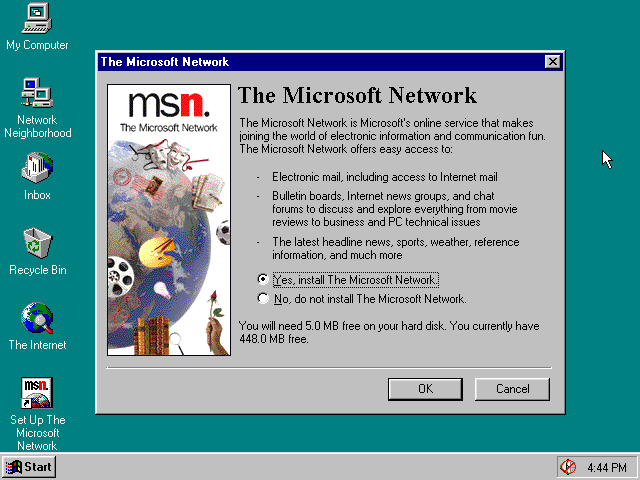 My Computer
Network
Neighborhood
Inbox
Recycle Bin
The Internet
msn.
Set Up The
Microsoft
Network
The Microsoft Network
msn.
The Microsoft Network
The Microsoft Network
The Microsoft Network is Microsoft's online service that makes
joining the world of electronic information and communication fun.
The Microsoft Network offers easy access to:
- Electronic mail, including access to Internet mail
- Bulletin boards, Internet news groups, and chat
forums to discuss and explore everything from movie
reviews to business and PC technical issues
- The latest headline news, sports, weather, reference
information, and much more
Yes, install The Microsoft Network.
No, do not install The Microsoft Network.
You will need 5.0 MB free on your hard disk. You currently have
448.0 MB free.
OK
Cancel
Start
4:44 PM